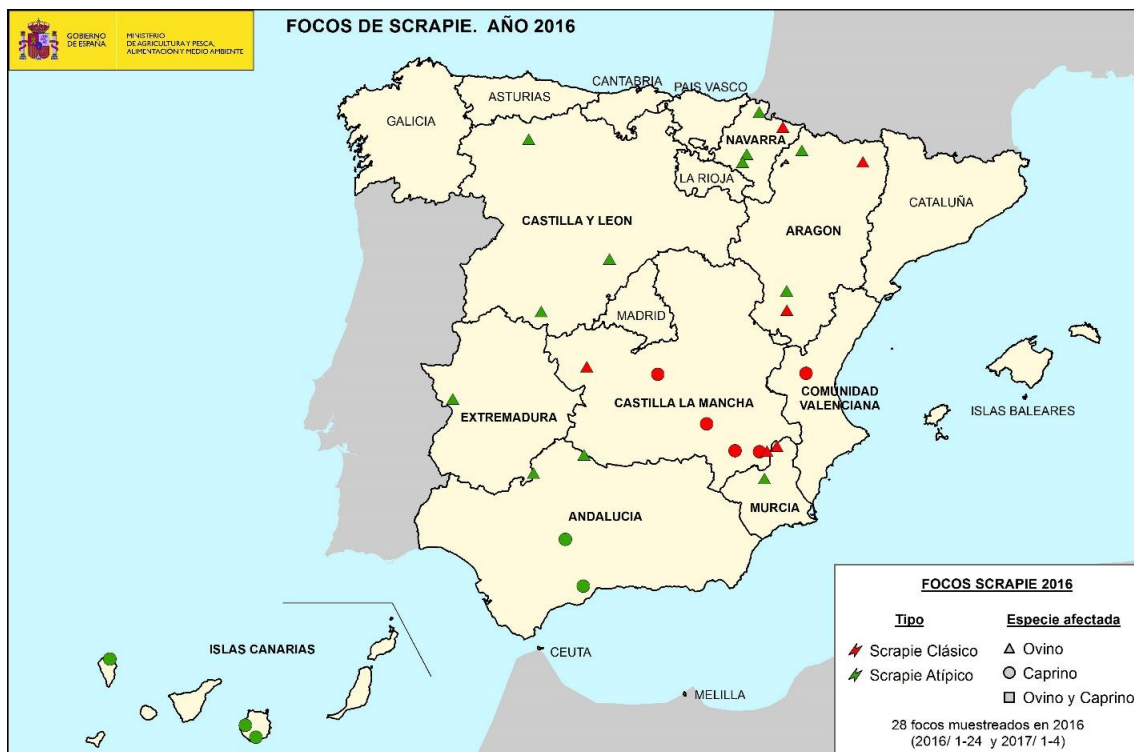 GOBIERNO
DE ESPAÑA
MINISTERIO
DE AGRICULTURA Y PESCA,
ALIMENTACIÓN Y MEDIO AMBIENTE
FOCOS DE SCRAPIE. AÑO 2016
CANTABRIA
PAIS VASCO
ASTURIAS
GALICIA
NAVARRA
LA RIOJA
CATALUÑA
CASTILLA Y LEON
ARAGON
MADRID
COMUNIDAD
VALENCIANA
CASTILLA LA MANCHA
ISLAS BALEARES
EXTREMADURA
MURCIA
ANDALUCIA
ISLAS CANARIAS
CEUTA
MELILLA
FOCOS SCRAPIE 2016
Tipo
Especie afectada
Scrapie Clásico
Ovino
Scrapie Atípico
Caprino
Ovino y Caprino
28 focos muestreados en 2016
(2016/ 1-24 y 2017/ 1-4)